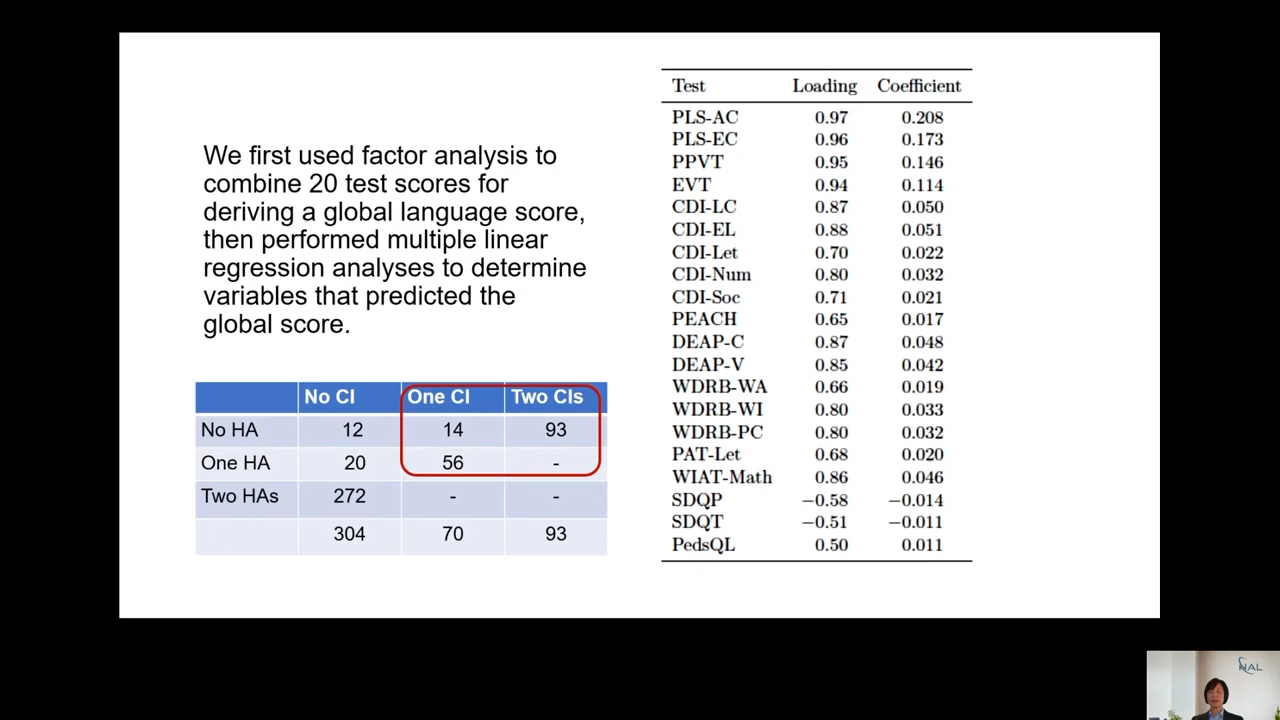 We first used factor analysis to
combine 20 test scores for
deriving a global language score,
then performed multiple linear
regression analyses to determine
variables that predicted the
global score.
No CI One CI Two CIs
No HA 12 14 93
One HA 20 56 -
Two HAs 272 - -
304 70 93
Test Loading Coefficient
PLS-AC 0.97 0.208
PLS-EC 0.96 0.173
PPVT 0.95 0.146
EVT 0.94 0.114
CDI-LC 0.87 0.050
CDI-EL 0.88 0.051
CDI-Let 0.70 0.022
CDI-Num 0.80 0.032
CDI-Soc 0.71 0.021
PEACH 0.65 0.017
DEAP-C 0.87 0.048
DEAP-V 0.85 0.042
WDRB-WA 0.66 0.019
WDRB-WI 0.80 0.033
WDRB-PC 0.80 0.032
PAT-Let 0.68 0.020
WIAT-Math 0.86 0.046
SDQP −0.58 −0.014
SDQT −0.51 −0.011
PedsQL 0.50 0.011
NAL